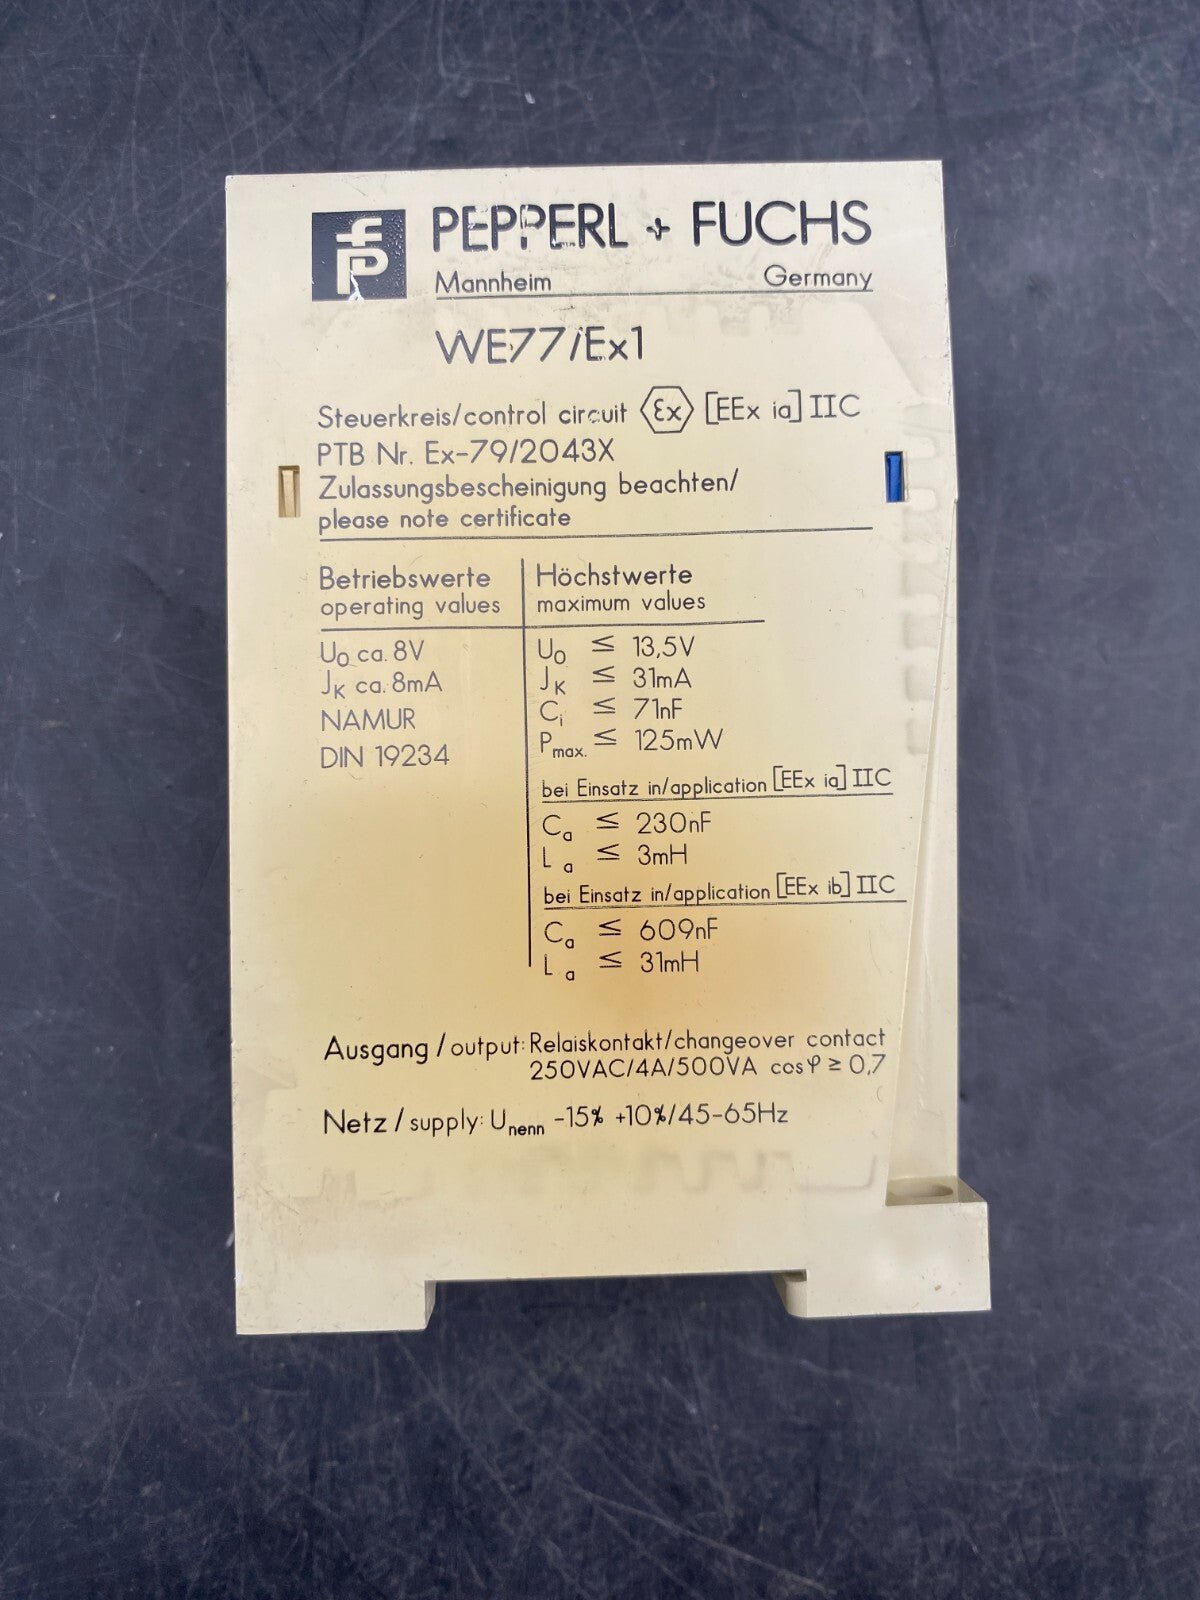 PEPPERL + FUCHS
Mannheim Germany
WE77/Ex1
Steuerkreis/control circuit Ex [EEx ia] IIC
PTB Nr. Ex-79/2043X
Zulassungsbescheinigung beachten/
please note certificate
Betriebswerte
operating values
U₀ ca. 8V
Jₖ ca. 8mA
NAMUR
DIN 19234
Höchstwerte
maximum values
U₀ ≦ 13,5V
Jₖ ≦ 31mA
Cᵢ ≦ 71nF
Pmax. ≦ 125mW
bei Einsatz in/application [EEx ia] IIC
Ca ≦ 230nF
La ≦ 3mH
bei Einsatz in/application [EEx ib] IIC
Ca ≦ 609nF
La ≦ 31mH
Ausgang / output: Relaiskontakt/changeover contact
250VAC/4A/500VA cos φ ≥ 0,7
Netz / supply: Unenn -15% +10%/45-65Hz